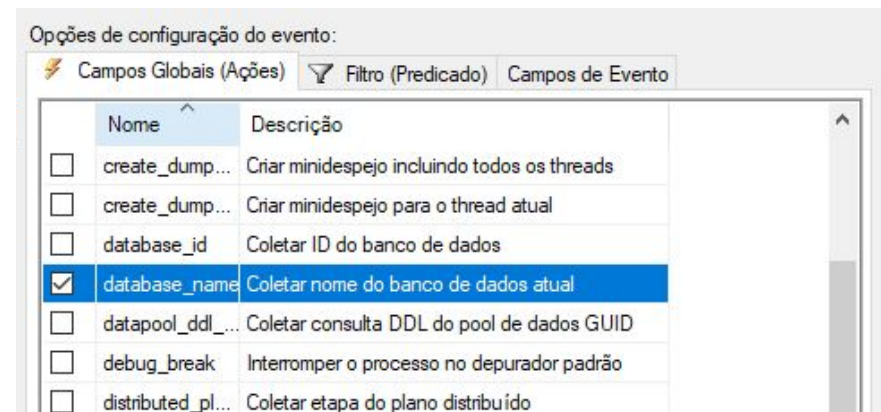 Opções de configuração do evento:
Campos Globais (Ações) Filtro (Predicado) Campos de Evento
Nome Descrição
create_dump... Criar minidespejo incluindo todos os threads
create_dump... Criar minidespejo para o thread atual
database_id Coletar ID do banco de dados
database_name Coletar nome do banco de dados atual
datapool_ddl_... Coletar consulta DDL do pool de dados GUID
debug_break Interromper o processo no depurador padrão
distributed_pl... Coletar etapa do plano distribuído